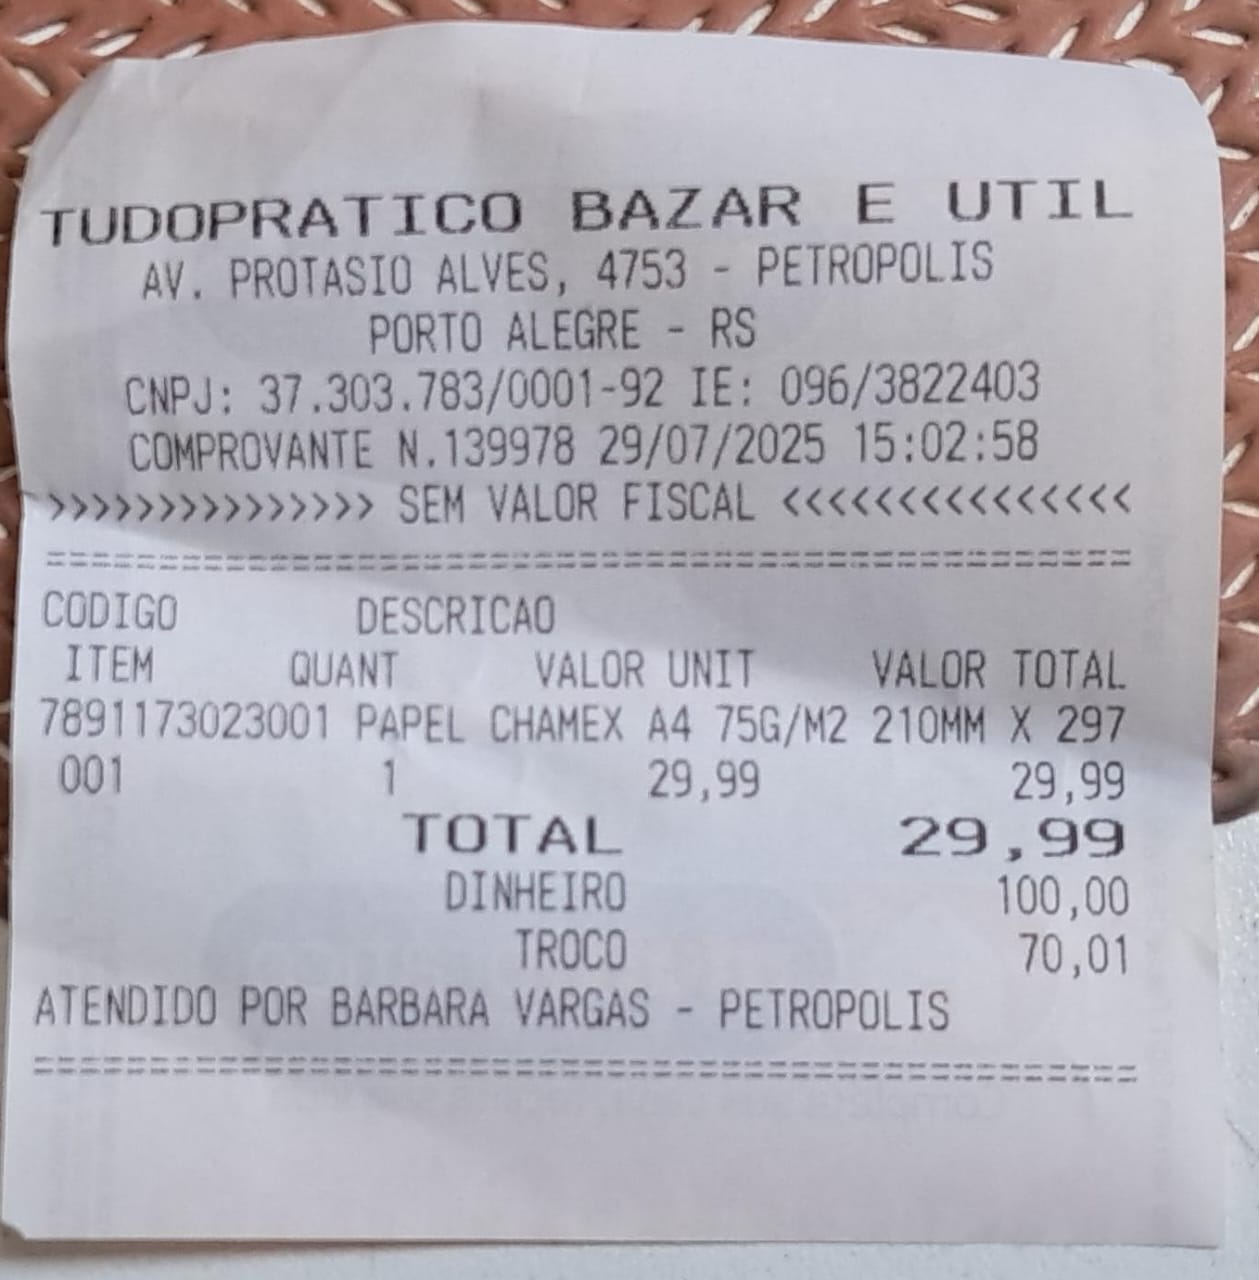 TUDOPRATICO BAZAR E UTIL
AV. PROTASIO ALVES, 4753 - PETROPOLIS
PORTO ALEGRE - RS
CNPJ: 37.303.783/0001-92 IE: 096/3822403
COMPROVANTE N.139978 29/07/2025 15:02:58
>>>>>>>>>>>>>>> SEM VALOR FISCAL <<<<<<<<<<<<<<<
CODIGO DESCRICAO
ITEM QUANT VALOR UNIT VALOR TOTAL
7891173023001 PAPEL CHAMEX A4 75G/M2 210MM X 297
001 1 29,99 29,99
TOTAL 29,99
DINHEIRO 100,00
TROCO 70,01
ATENDIDO POR BARBARA VARGAS - PETROPOLIS